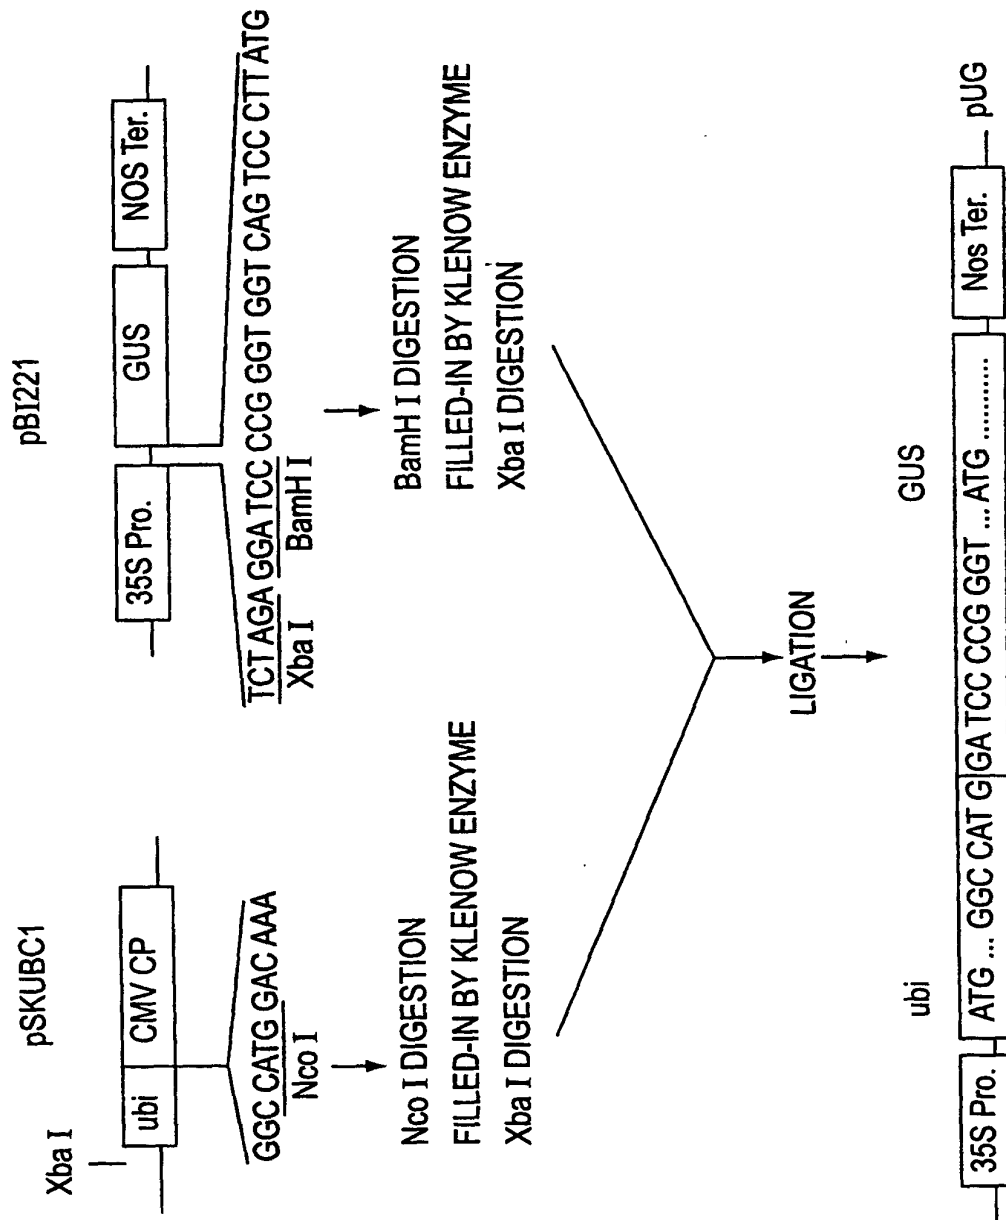 pSKUBC1
Xba I
ubi
CMV CP
GGC CATG GAC AAA
Nco I
Nco I DIGESTION
FILLED-IN BY KLENOW ENZYME
Xba I DIGESTION
pBI221
35S Pro.
GUS
NOS Ter.
TCT AGA GGA TCC CCG GGT GGT CAG TCC CTT ATG
Xba I
BamH I
BamH I DIGESTION
FILLED-IN BY KLENOW ENZYME
Xba I DIGESTION
LIGATION
ubi
GUS
35S Pro.
ATG ... GGC CAT G
GA TCC CCG GGT ... ATG ............
Nos Ter.
pUG